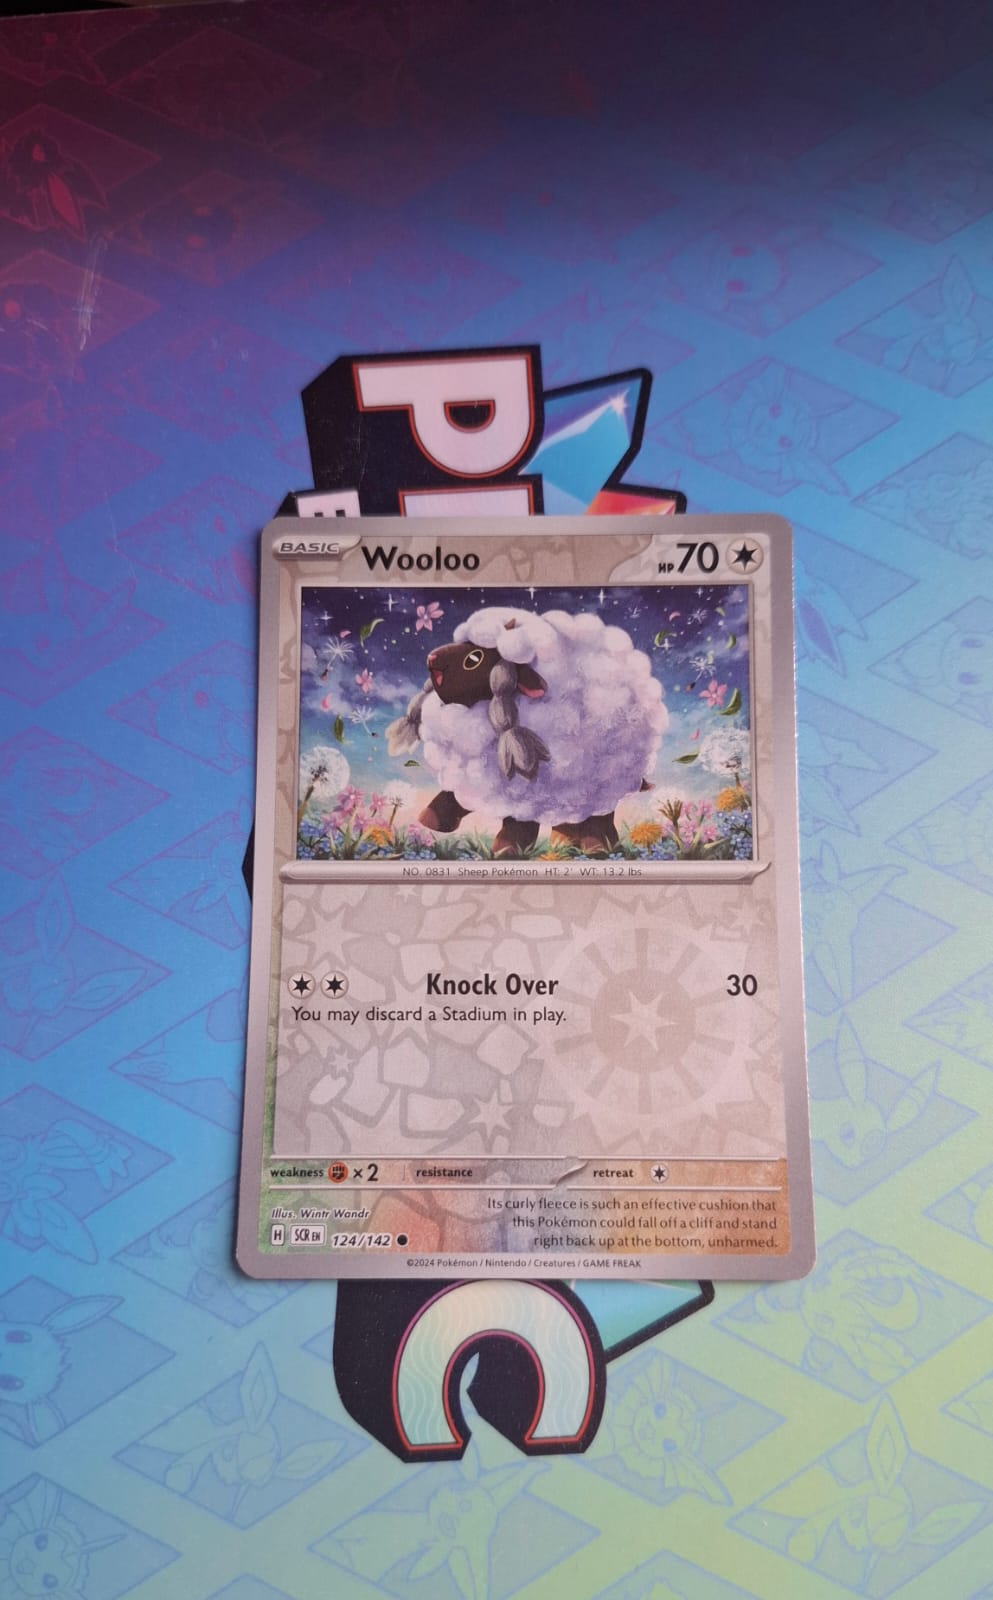 P
E
BASIC Wooloo HP 70
NO. 0831 Sheep Pokémon HT: 2' WT: 13.2 lbs
Knock Over 30
You may discard a Stadium in play.
weakness ×2 resistance retreat
Illus. Wintr Wandr
Its curly fleece is such an effective cushion that
this Pokémon could fall off a cliff and stand
right back up at the bottom, unharmed.
H SCR EN 124/142
©2024 Pokémon / Nintendo / Creatures / GAME FREAK
C